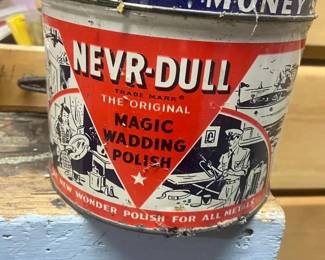 MONEY
NEVR-DULL
TRADE MARK ®
THE ORIGINAL
MAGIC
WADDING
POLISH
NEW WONDER POLISH FOR ALL METALS